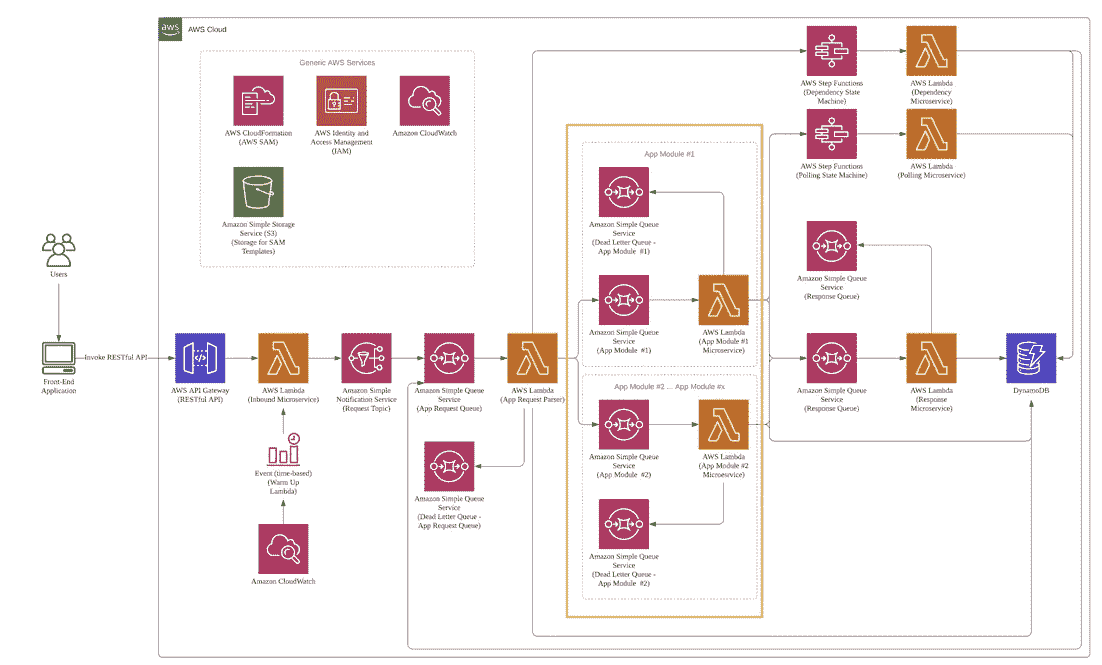 aws
AWS Cloud
Generic AWS Services
AWS CloudFormation
(AWS SAM)
AWS Identity and
Access Management
(IAM)
Amazon CloudWatch
Amazon Simple Storage
Service (S3)
(Storage for SAM
Templates)
Users
Front-End
Application
Invoke RESTful API
AWS API Gateway
(RESTful API)
AWS Lambda
(Inbound Microservice)
Event (time-based)
(Warm Up
Lambda)
Amazon CloudWatch
Amazon Simple
Notification Service
(Request Topic)
Amazon Simple Queue
Service
(App Request Queue)
Amazon Simple Queue
Service
(Dead Letter Queue -
App Request Queue)
AWS Lambda
(App Request Parser)
App Module #1
Amazon Simple Queue
Service
(Dead Letter Queue -
App Module  #1)
Amazon Simple Queue
Service
(App Module  #1)
AWS Lambda
(App Module #1
Microservice)
App Module #2 ... App Module #x
Amazon Simple Queue
Service
(App Module  #2)
AWS Lambda
(App Module #2
Microservice)
Amazon Simple Queue
Service
(Dead Letter Queue -
App Module  #2)
AWS Step Functions
(Dependency State
Machine)
AWS Lambda
(Dependency
Microservice)
AWS Step Functions
(Polling State Machine)
AWS Lambda
(Polling Microservice)
Amazon Simple Queue
Service
(Response Queue)
Amazon Simple Queue
Service
(Response Queue)
AWS Lambda
(Response
Microservice)
DynamoDB